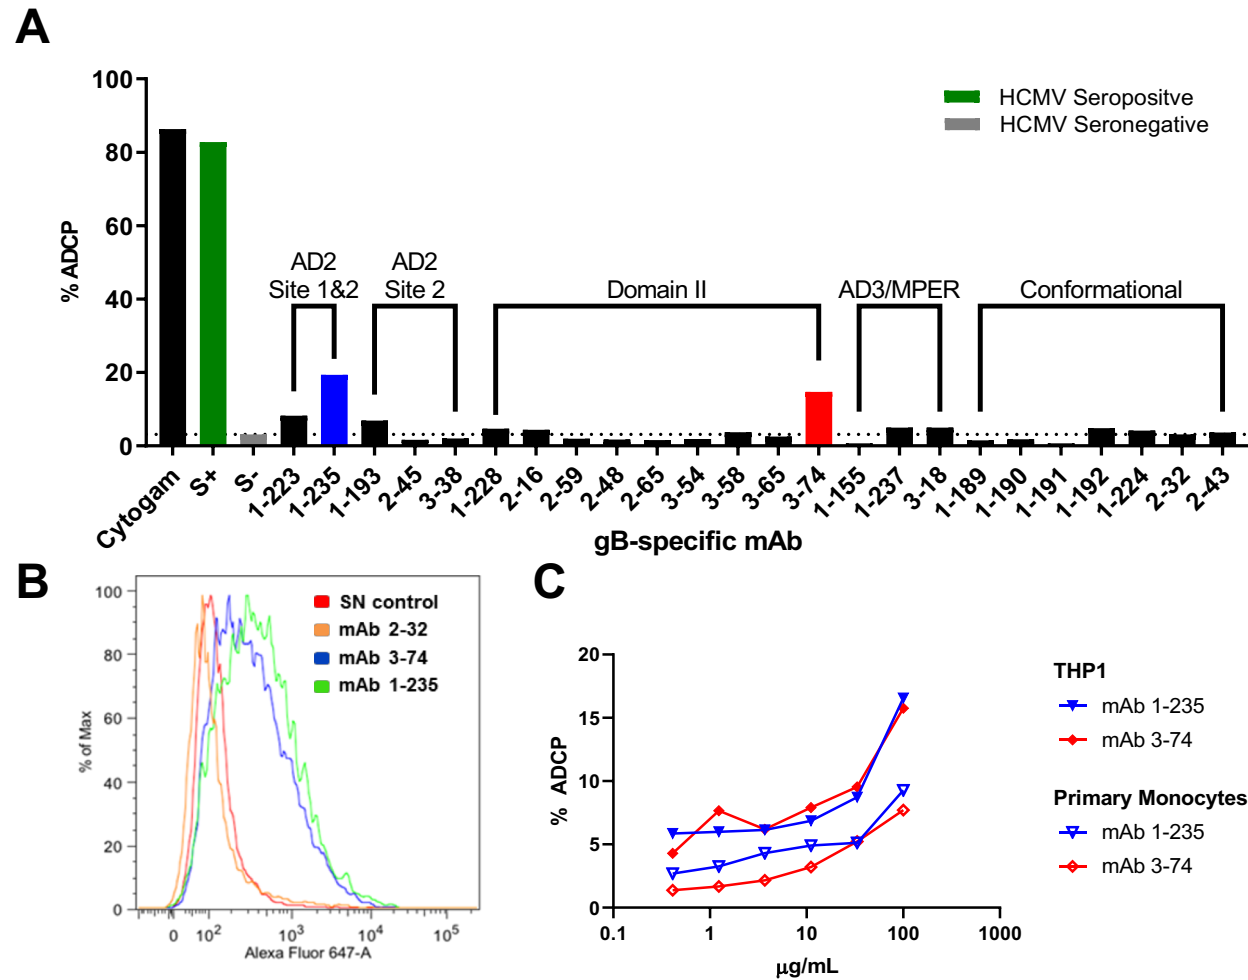 A
100
80
60
40
20
0
% ADCP
HCMV Seropositve
HCMV Seronegative
AD2
Site 1&2
AD2
Site 2
Domain II
AD3/MPER
Conformational
Cytogam
S+
S-
1-223
1-235
1-193
2-45
3-38
1-228
2-16
2-59
2-48
2-65
3-54
3-58
3-65
3-74
1-155
1-237
3-18
1-189
1-190
1-191
1-192
1-224
2-32
2-43
gB-specific mAb
B
100
80
60
40
20
0
% of Max
SN control
mAb 2-32
mAb 3-74
mAb 1-235
0
10²
10³
10⁴
10⁵
Alexa Fluor 647-A
C
20
15
10
5
0
% ADCP
0.1
1
10
100
1000
μg/mL
THP1
mAb 1-235
mAb 3-74
Primary Monocytes
mAb 1-235
mAb 3-74